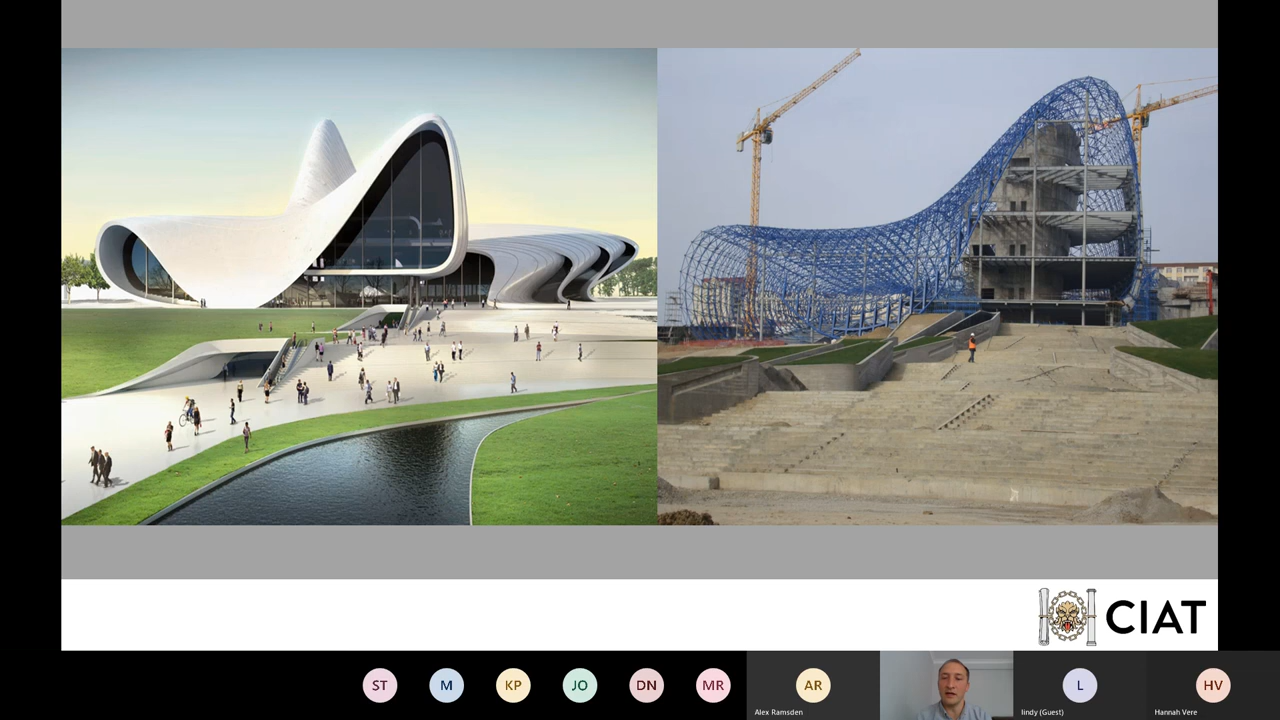 CIAT
ST
M
KP
JO
DN
MR
AR
L
HV
Alex Ramsden
lindy (Guest)
Hannah Vere